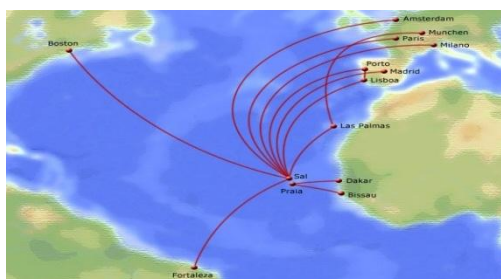 Amsterdam
Munchen
Paris
Milano
Boston
Porto
Madrid
Lisboa
Las Palmas
Sal
Dakar
Praia
Bissau
Fortaleza